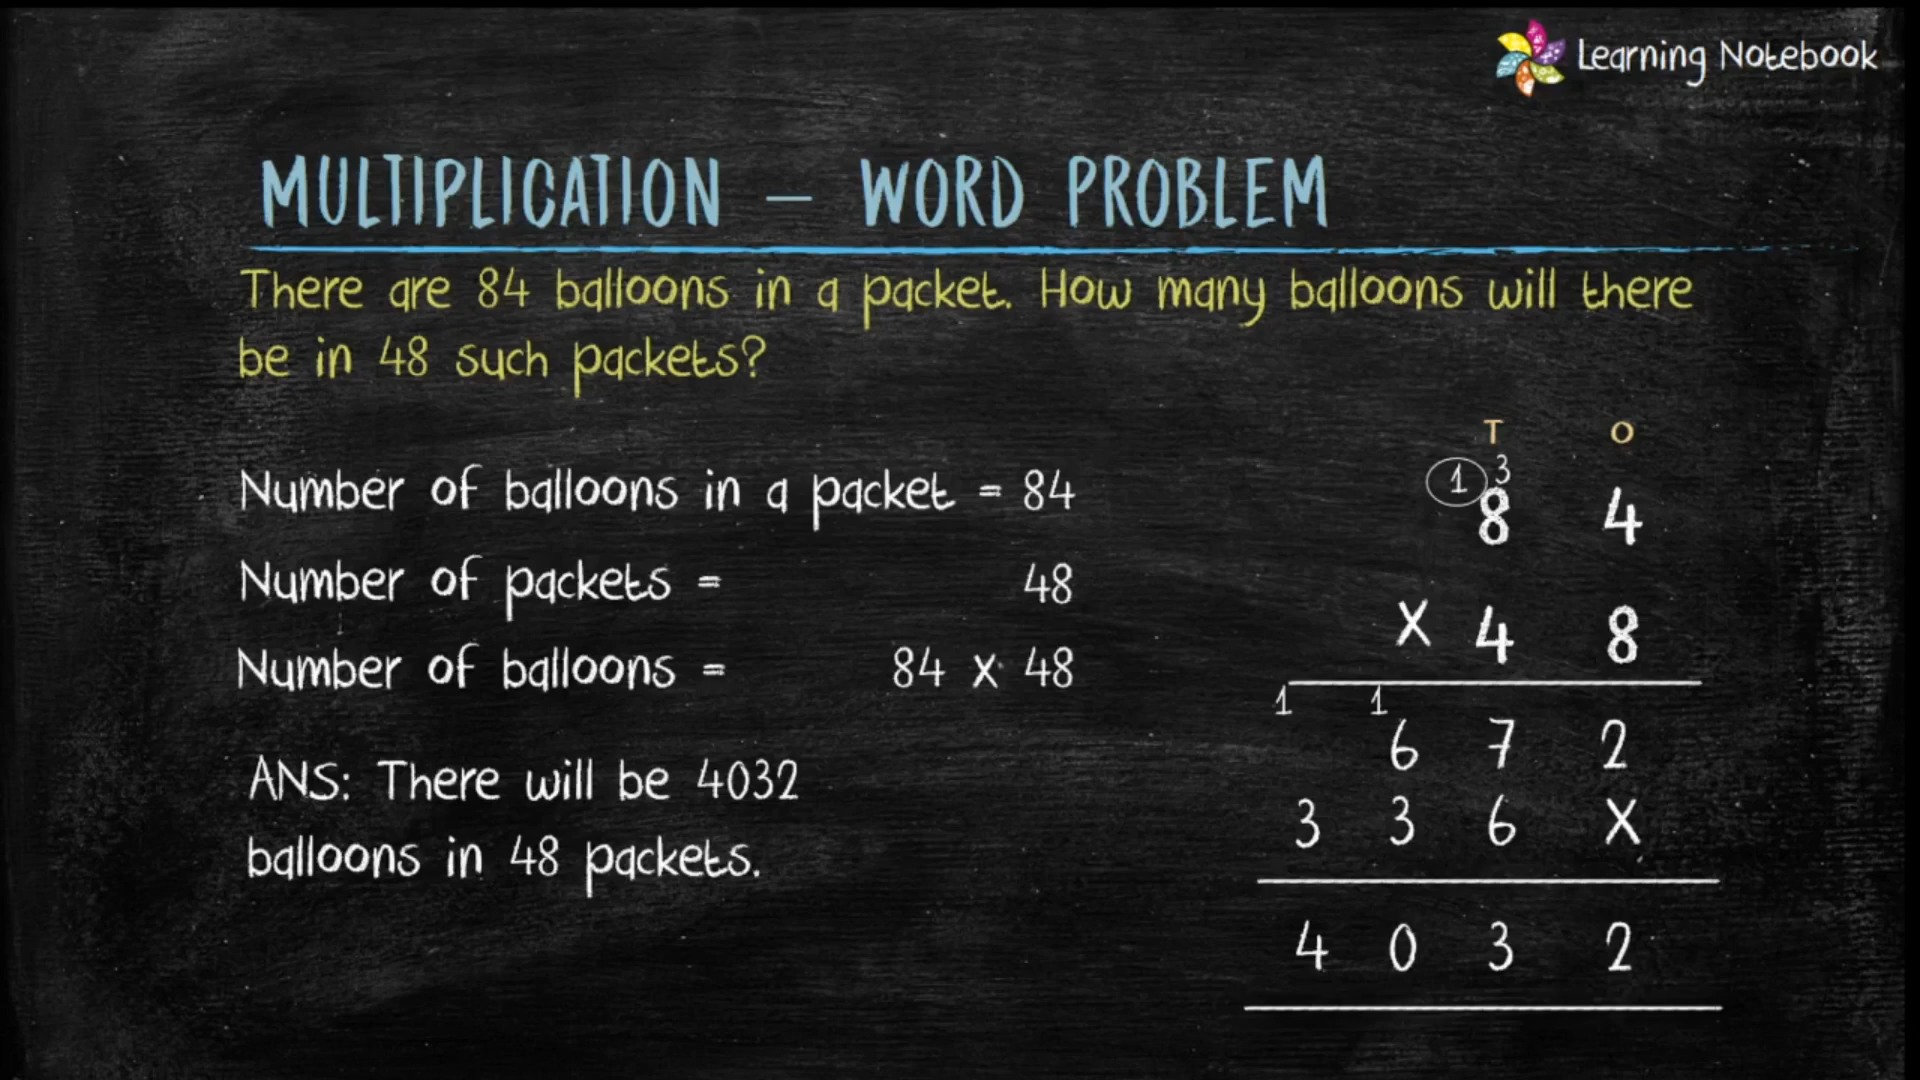 Learning Notebook
MULTIPLICATION – WORD PROBLEM
There are 84 balloons in a packet. How many balloons will there
be in 48 such packets?
Number of balloons in a packet = 84
Number of packets = 48
Number of balloons = 84 x 48
ANS: There will be 4032
balloons in 48 packets.
T O
1 3
8 4
X 4 8
1 1
6 7 2
3 3 6 X
4 0 3 2